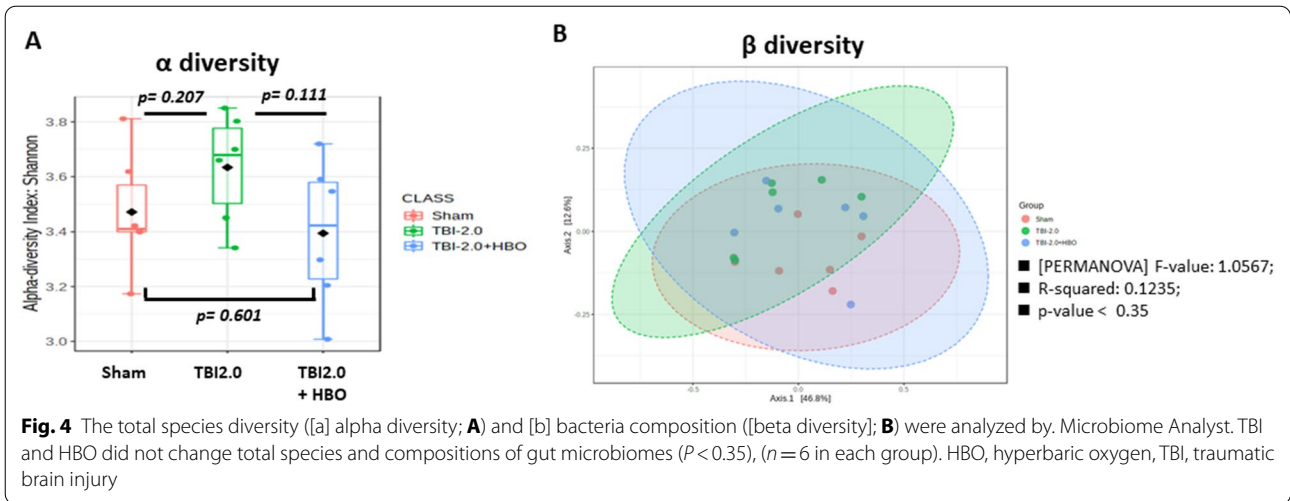 A
α diversity
p= 0.207
p= 0.111
Alpha-diversity Index: Shannon
3.8
3.6
3.4
3.2
3.0
p= 0.601
Sham
TBI2.0
TBI2.0
+ HBO
CLASS
Sham
TBI-2.0
TBI-2.0+HBO
B
β diversity
Axis.2 [12.6%]
0.25
0.00
-0.25
-0.5
0.0
0.5
Axis.1 [46.8%]
Group
Sham
TBI-2.0
TBI-2.0+HBO
■ [PERMANOVA] F-value: 1.0567;
■ R-squared: 0.1235;
■ p-value < 0.35
Fig. 4 The total species diversity ([a] alpha diversity; A) and [b] bacteria composition ([beta diversity]; B) were analyzed by. Microbiome Analyst. TBI
and HBO did not change total species and compositions of gut microbiomes (P < 0.35), (n = 6 in each group). HBO, hyperbaric oxygen, TBI, traumatic
brain injury